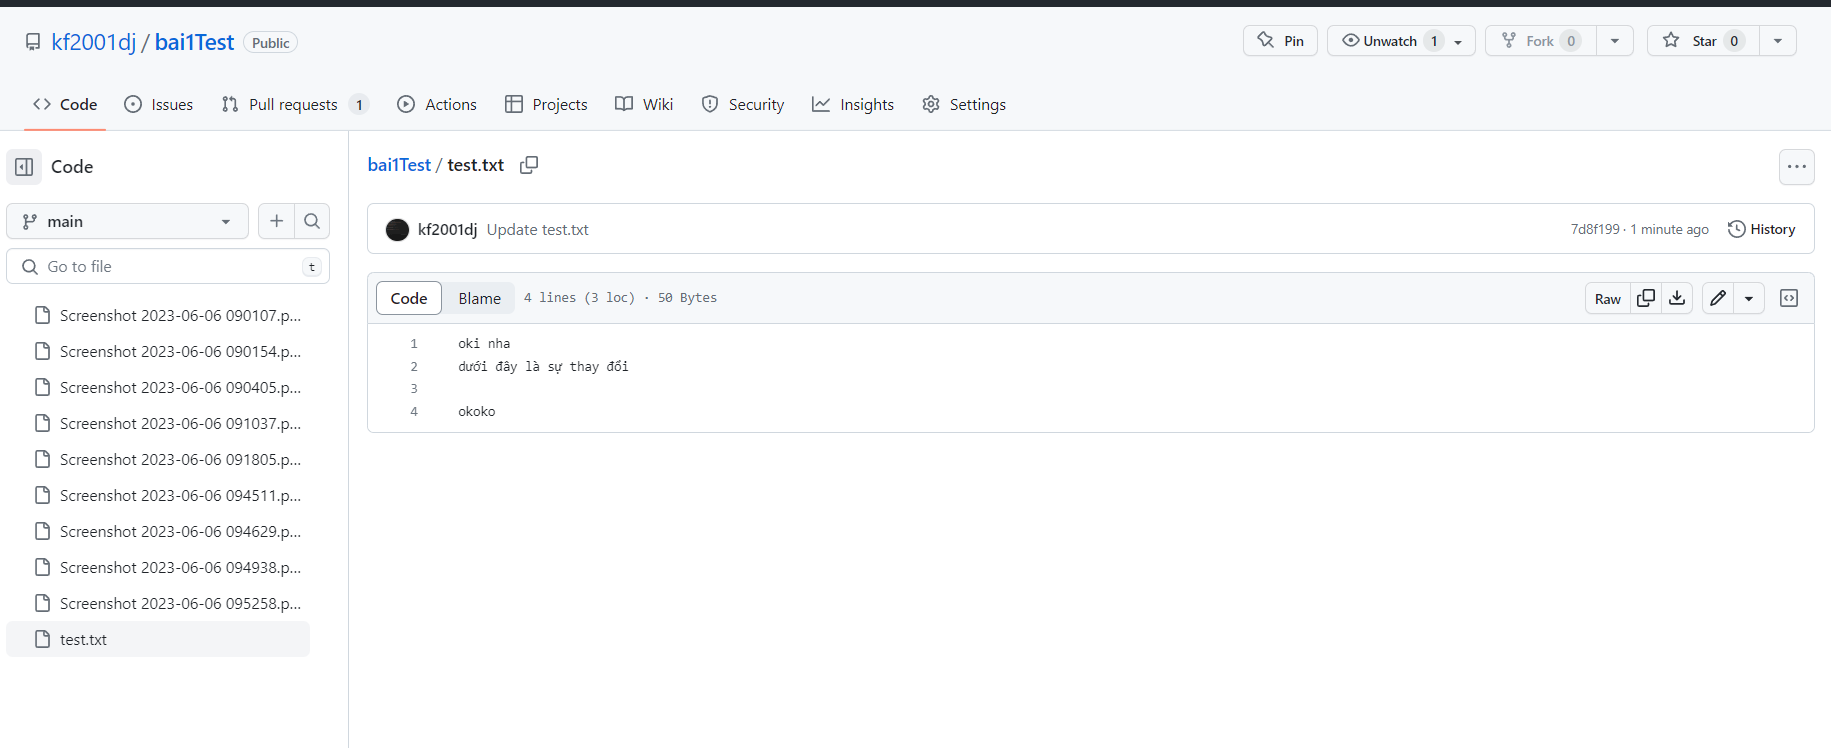 kf2001dj / bai1Test Public
Pin
Unwatch 1
Fork 0
Star 0
Code
Issues
Pull requests 1
Actions
Projects
Wiki
Security
Insights
Settings
Code
main
Go to file t
Screenshot 2023-06-06 090107.p...
Screenshot 2023-06-06 090154.p...
Screenshot 2023-06-06 090405.p...
Screenshot 2023-06-06 091037.p...
Screenshot 2023-06-06 091805.p...
Screenshot 2023-06-06 094511.p...
Screenshot 2023-06-06 094629.p...
Screenshot 2023-06-06 094938.p...
Screenshot 2023-06-06 095258.p...
test.txt
bai1Test / test.txt
kf2001dj Update test.txt
7d8f199 · 1 minute ago
History
Code Blame 4 lines (3 loc) · 50 Bytes
Raw
1 oki nha
2 dưới đây là sự thay đổi
3
4 okoko